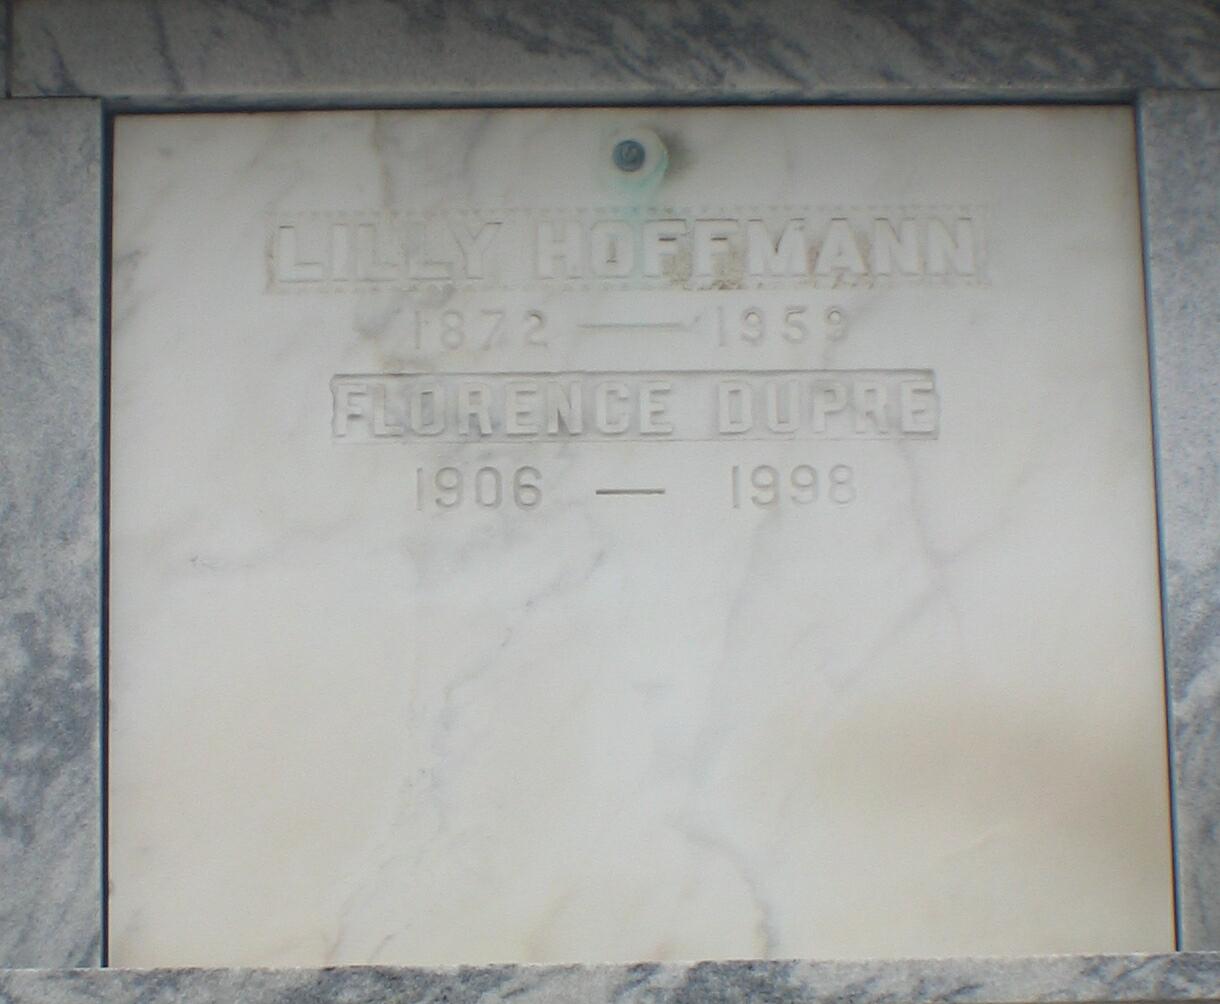 LILLY HOFFMANN
1872 — 1959
FLORENCE DUPRE
1906 — 1998